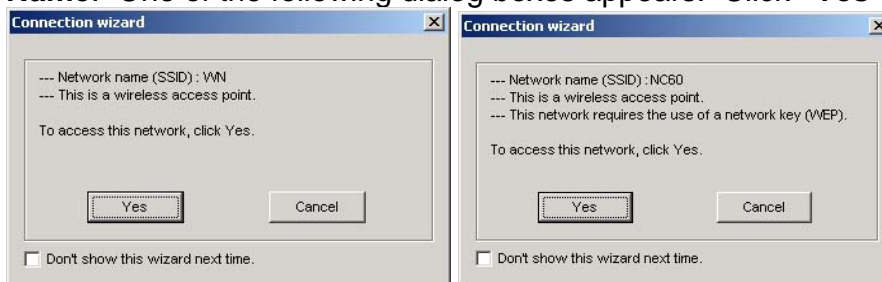 Name. One of the following dialog boxes appears. Click "Yes"
Connection wizard
--- Network name (SSID) : WN
--- This is a wireless access point.
To access this network, click Yes.
Yes Cancel
Don't show this wizard next time.
Connection wizard
--- Network name (SSID) :NC60
--- This is a wireless access point.
--- This network requires the use of a network key (WEP).
To access this network, click Yes.
Yes Cancel
Don't show this wizard next time.